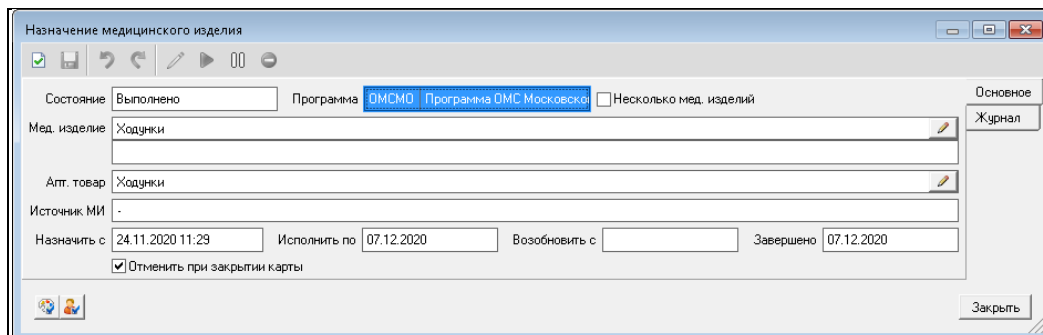 Назначение медицинского изделия
Состояние Выполнено Программа ОМСМО Программа ОМС Московско Несколько мед. изделий Основное
Журнал
Мед. изделие Ходунки
Апт. товар Ходунки
Источник МИ -
Назначить с 24.11.2020 11:29 Исполнить по 07.12.2020 Возобновить с Завершено 07.12.2020
Отменить при закрытии карты
Закрыть